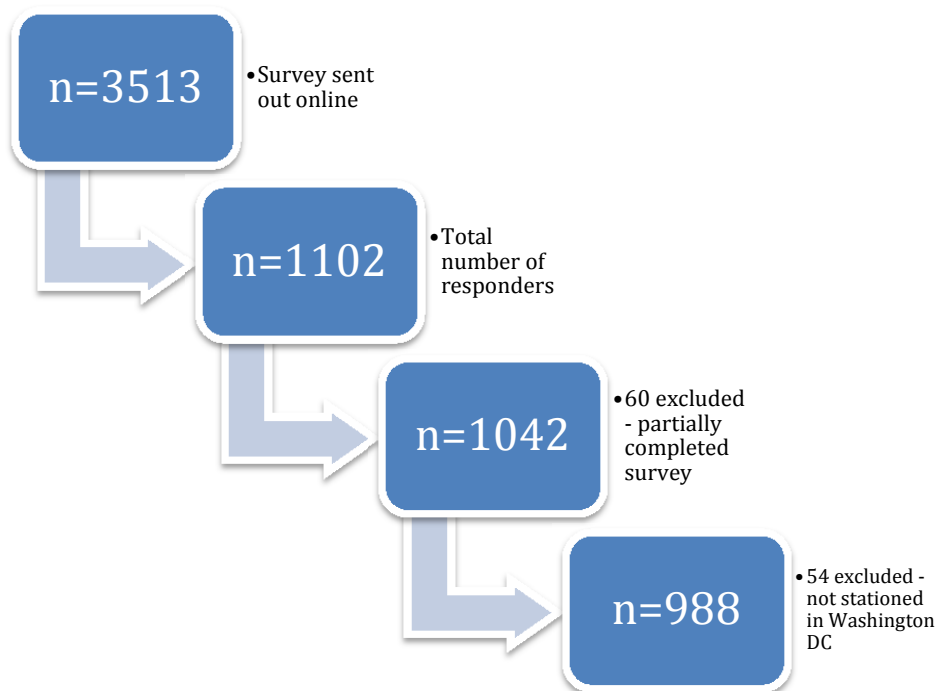 n=3513
•Survey sent
out online
n=1102
•Total
number of
responders
n=1042
•60 excluded
- partially
completed
survey
n=988
•54 excluded -
not stationed
in Washington
DC